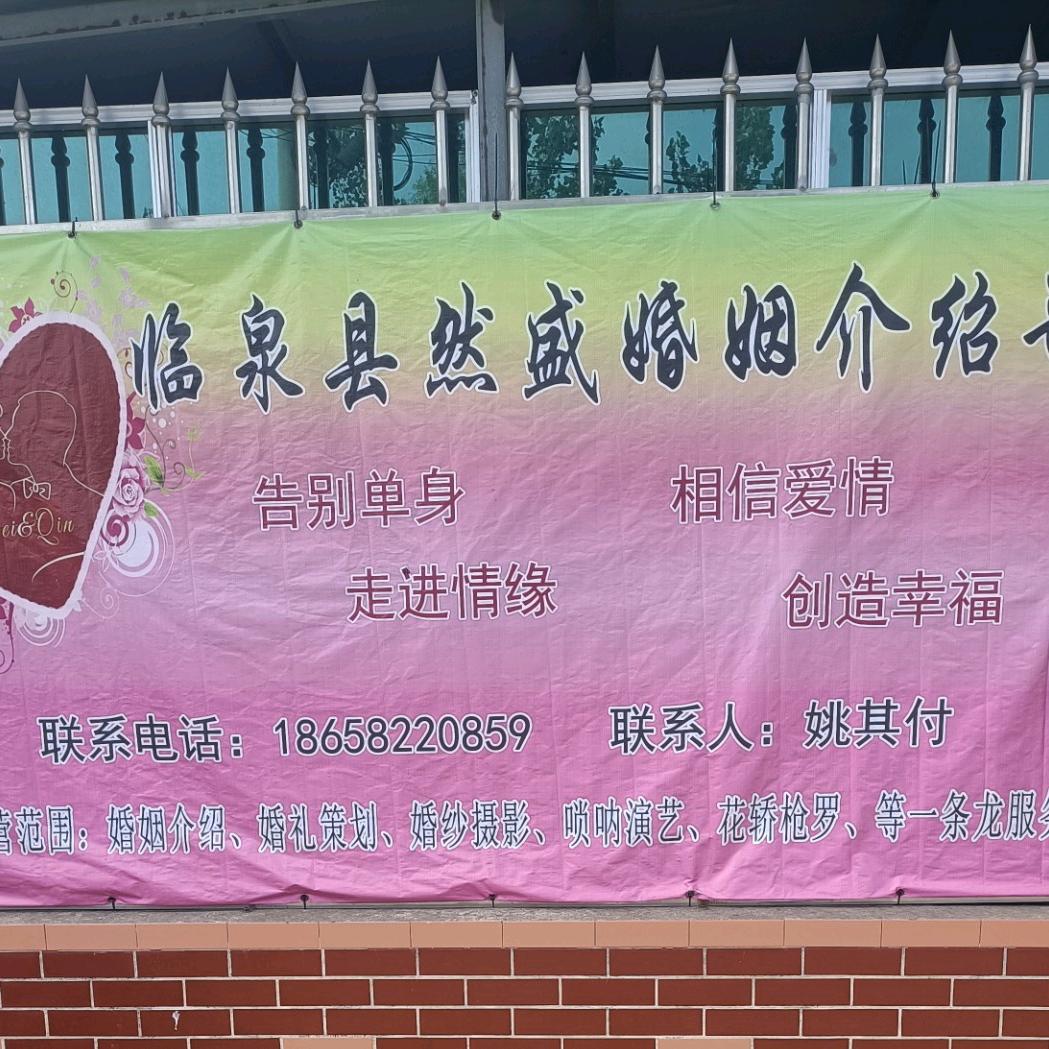 临泉县然盛婚姻介绍
告别单身 相信爱情
走进情缘 创造幸福
ei&Qin
联系电话：18658220859 联系人：姚其付
营范围：婚姻介绍、婚礼策划、婚纱摄影、唢呐演艺、花轿枪罗、等一条龙服务